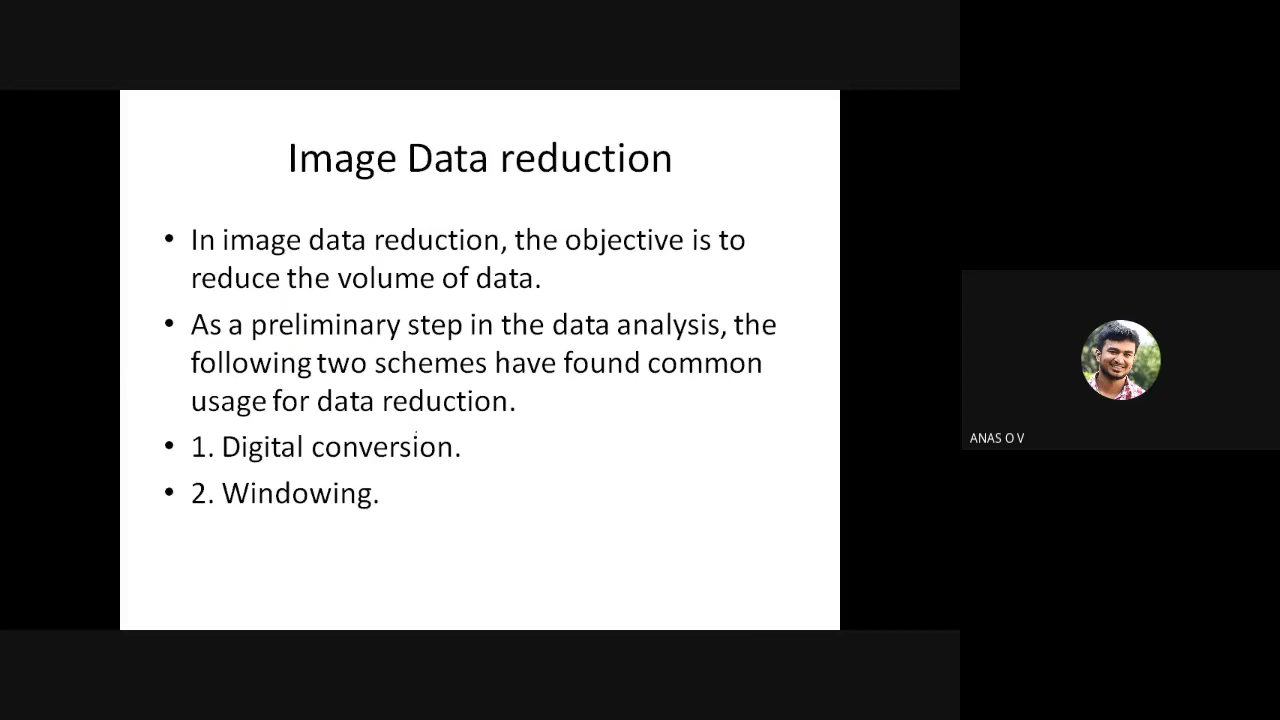 Image Data reduction
• In image data reduction, the objective is to
reduce the volume of data.
• As a preliminary step in the data analysis, the
following two schemes have found common
usage for data reduction.
• 1. Digital conversion.
• 2. Windowing.
ANAS O V